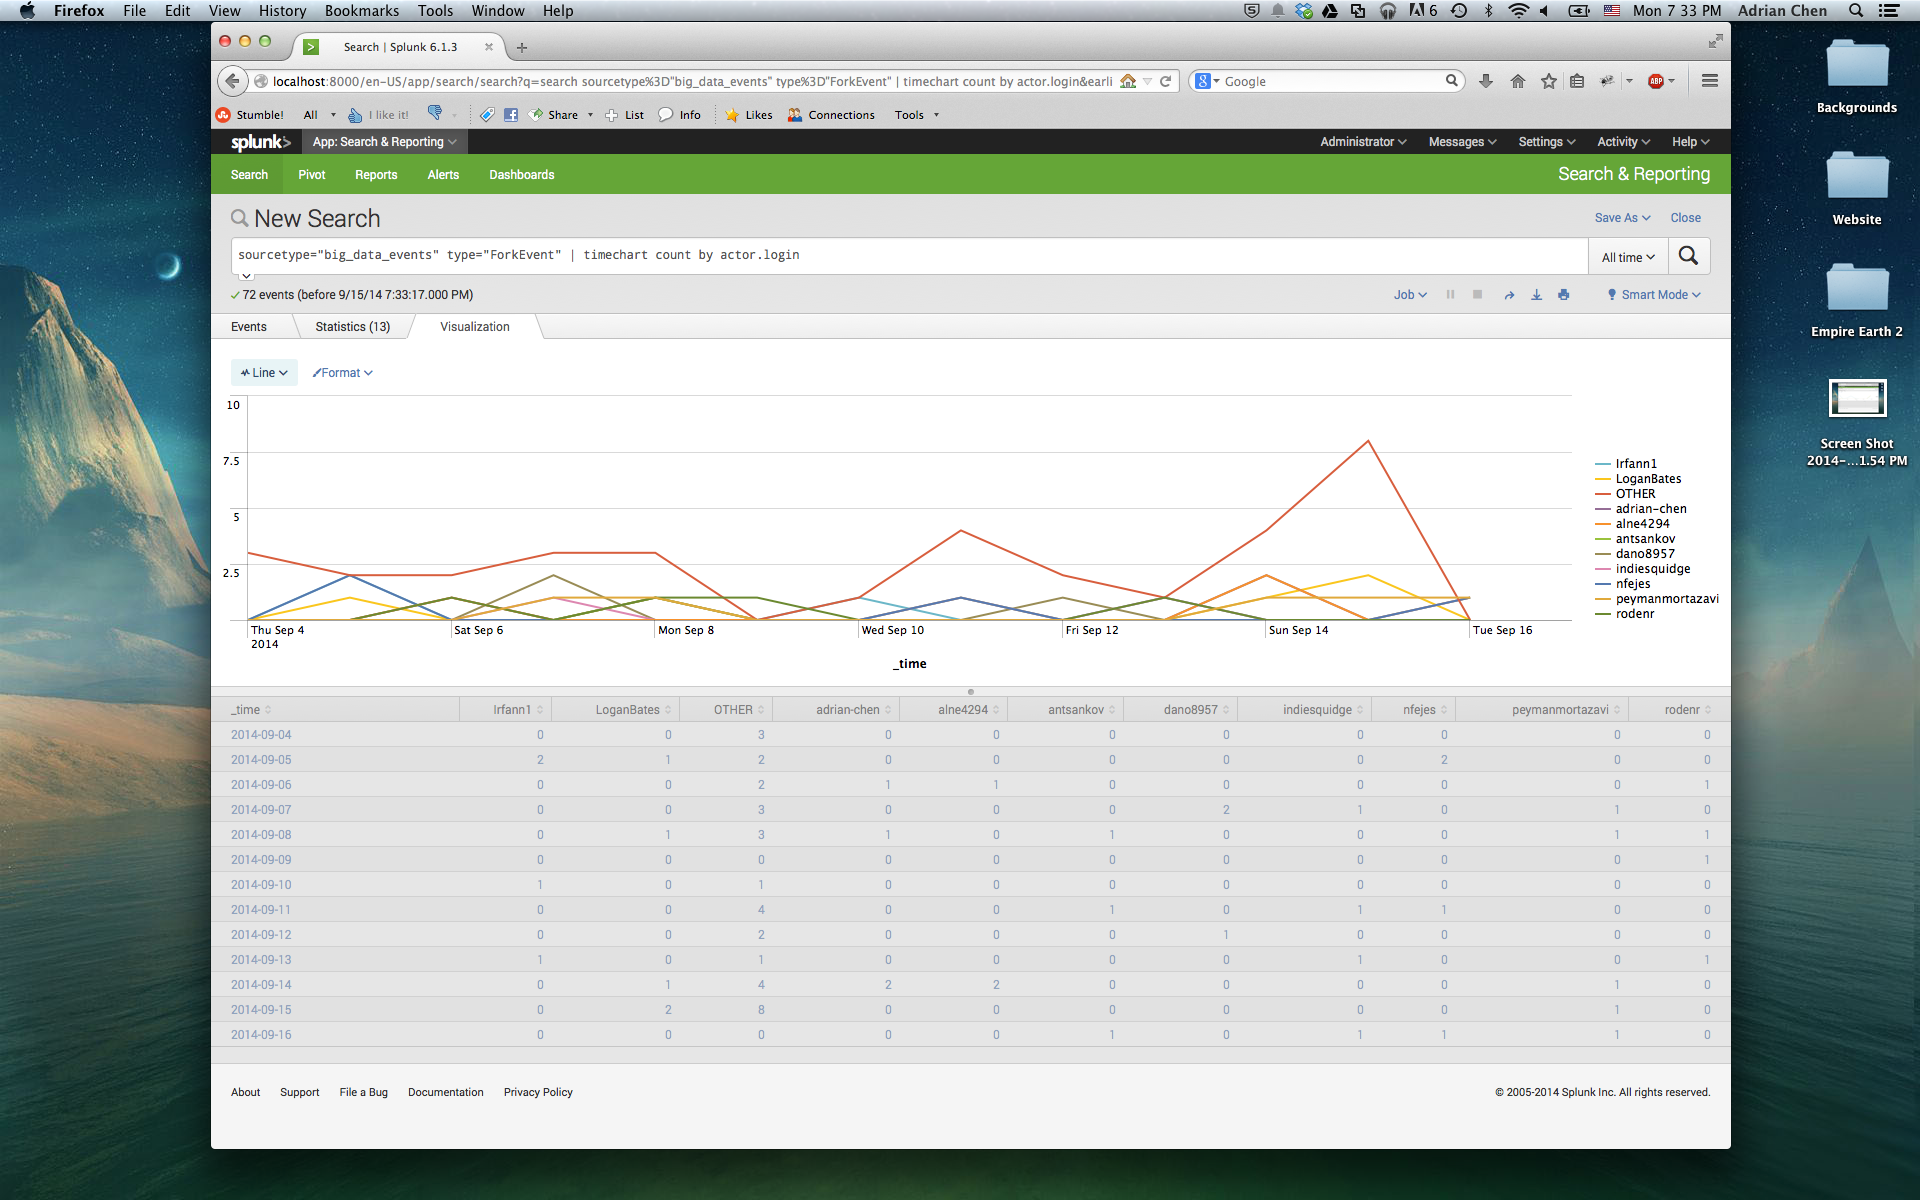 Firefox File Edit View History Bookmarks Tools Window Help 6 Mon 7 33 PM Adrian Chen
Search | Splunk 6.1.3
localhost:8000/en-US/app/search/search?q=search sourcetype%3D"big_data_events" type%3D"ForkEvent" | timechart count by actor.login&earli Google ABP
Stumble! All I like it! Share List Info Likes Connections Tools
splunk> App: Search & Reporting Administrator Messages Settings Activity Help
Search Pivot Reports Alerts Dashboards Search & Reporting
New Search Save As Close
sourcetype="big_data_events" type="ForkEvent" | timechart count by actor.login All time
72 events (before 9/15/14 7:33:17.000 PM) Job Smart Mode
Events Statistics (13) Visualization
Line Format
10
7.5
5
2.5
Irfann1
LoganBates
OTHER
adrian-chen
alne4294
antsankov
dano8957
indiesquidge
nfejes
peymanmortazavi
rodenr
Thu Sep 4 Sat Sep 6 Mon Sep 8 Wed Sep 10 Fri Sep 12 Sun Sep 14 Tue Sep 16
2014
_time
_time Irfann1 LoganBates OTHER adrian-chen alne4294 antsankov dano8957 indiesquidge nfejes peymanmortazavi rodenr
2014-09-04 0 0 3 0 0 0 0 0 0 0 0
2014-09-05 2 1 2 0 0 0 0 0 2 0 0
2014-09-06 0 0 2 1 1 0 0 0 0 0 1
2014-09-07 0 0 3 0 0 0 2 1 0 1 0
2014-09-08 0 1 3 1 0 1 0 0 0 1 1
2014-09-09 0 0 0 0 0 0 0 0 0 0 1
2014-09-10 1 0 1 0 0 0 0 0 0 0 0
2014-09-11 0 0 4 0 0 1 0 1 1 0 0
2014-09-12 0 0 2 0 0 0 1 0 0 0 0
2014-09-13 1 0 1 0 0 0 0 1 0 0 1
2014-09-14 0 1 4 2 2 0 0 0 0 1 0
2014-09-15 0 2 8 0 0 0 0 0 0 1 0
2014-09-16 0 0 0 0 0 1 0 1 1 1 0
About Support File a Bug Documentation Privacy Policy © 2005-2014 Splunk Inc. All rights reserved.
Backgrounds
Website
Empire Earth 2
Screen Shot
2014-...1.54 PM